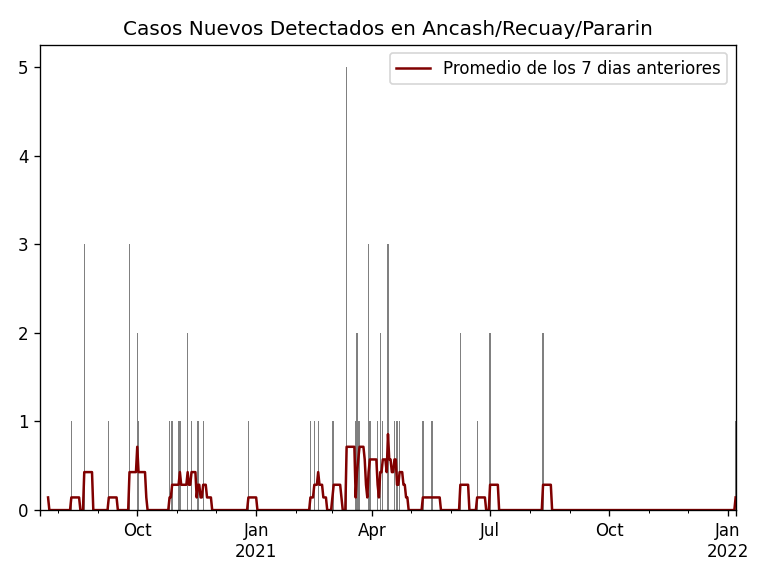 Casos Nuevos Detectados en Ancash/Recuay/Pararin
Promedio de los 7 dias anteriores
5
4
3
2
1
0
Oct Jan Apr Jul Oct Jan
2021 2022